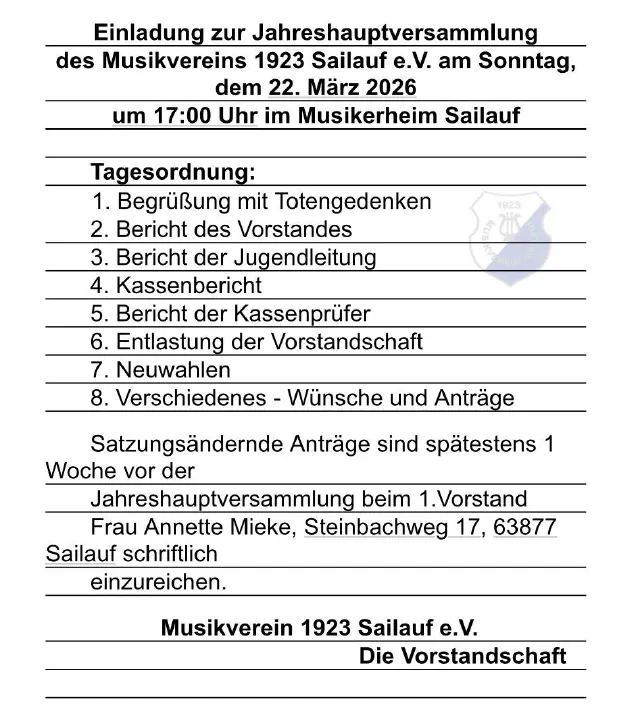 Einladung zur Jahreshauptversammlung
des Musikvereins 1923 Sailauf e.V. am Sonntag,
dem 22. März 2026
um 17:00 Uhr im Musikerheim Sailauf
Tagesordnung:
1. Begrüßung mit Totengedenken
2. Bericht des Vorstandes
3. Bericht der Jugendleitung
4. Kassenbericht
5. Bericht der Kassenprüfer
6. Entlastung der Vorstandschaft
7. Neuwahlen
8. Verschiedenes - Wünsche und Anträge
1923
Satzungsändernde Anträge sind spätestens 1
Woche vor der
Jahreshauptversammlung beim 1.Vorstand
Frau Annette Mieke, Steinbachweg 17, 63877
Sailauf schriftlich
einzureichen.
Musikverein 1923 Sailauf e.V.
Die Vorstandschaft